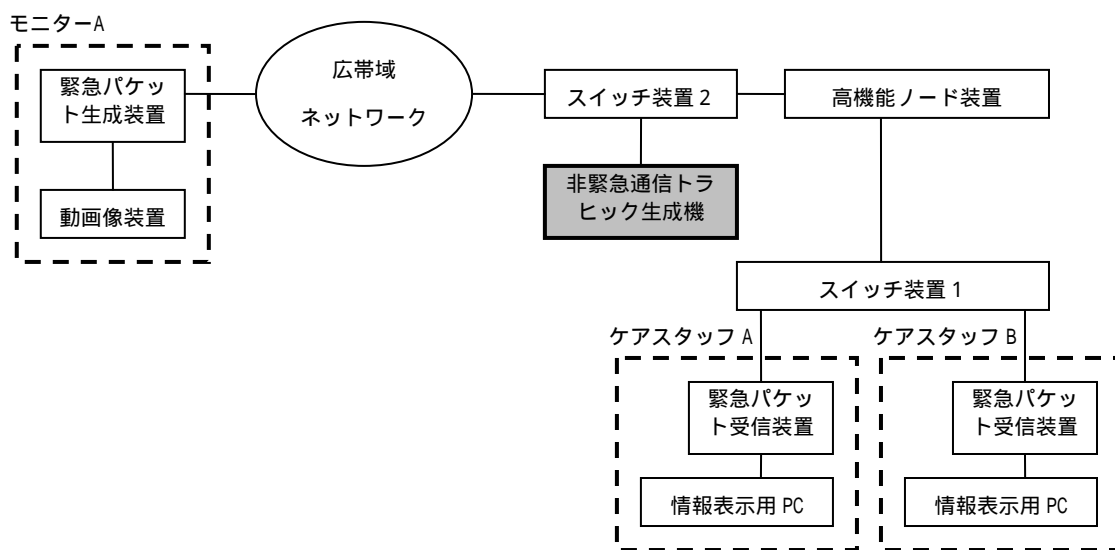 モニターA
緊急パケッ
ト生成装置
動画像装置
広帯域
ネットワーク
スイッチ装置 2
高機能ノード装置
非緊急通信トラ
ヒック生成機
スイッチ装置 1
ケアスタッフ A
緊急パケッ
ト受信装置
情報表示用 PC
ケアスタッフ B
緊急パケッ
ト受信装置
情報表示用 PC